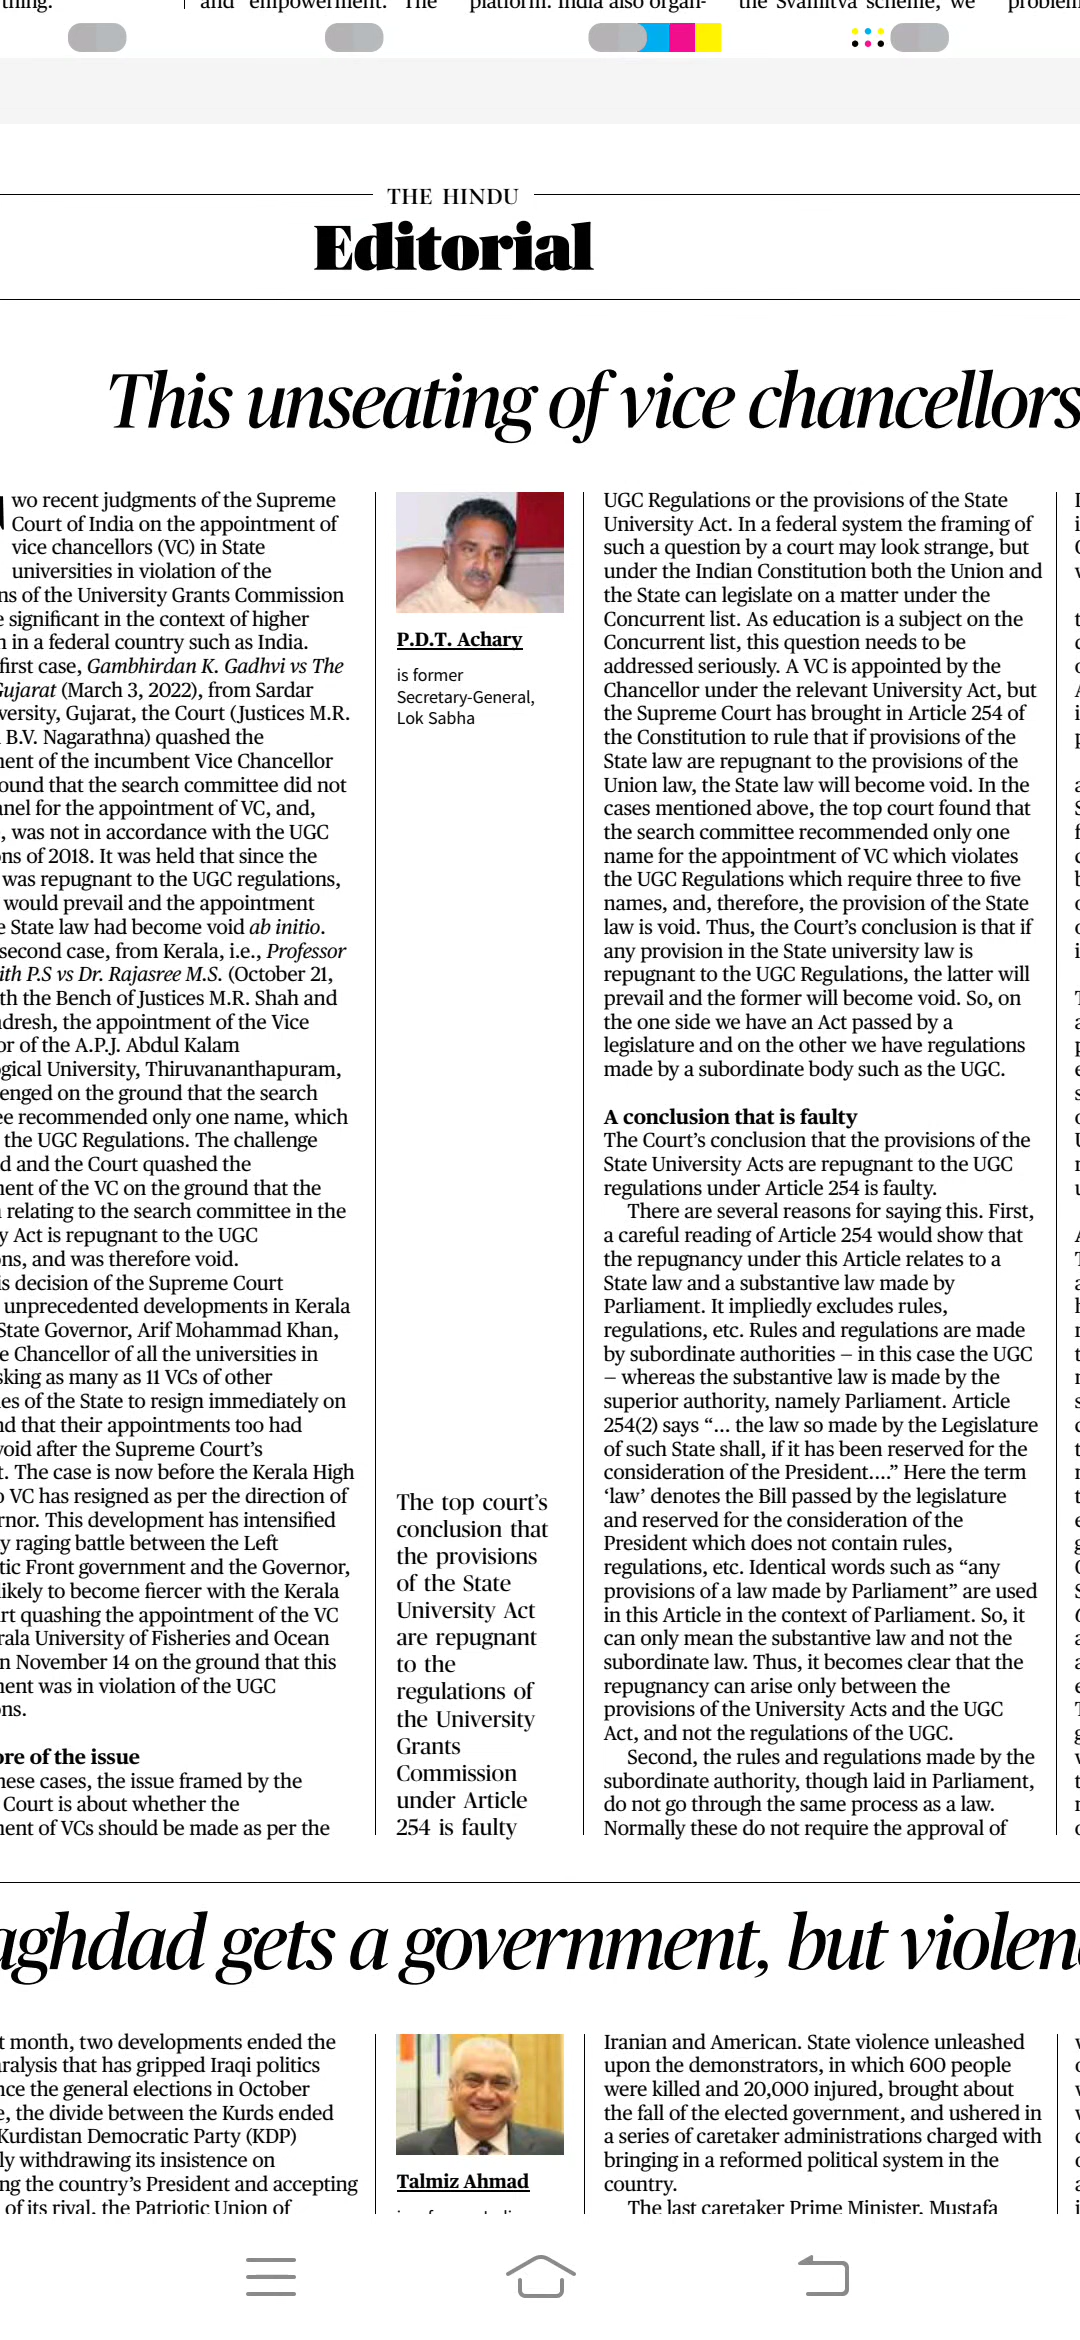 thing.
and empowerment. The
platform. India also organ-
the Svamitva scheme, we
problem
THE HINDU
Editorial
This unseating of vice chancellors
wo recent judgments of the Supreme
Court of India on the appointment of
vice chancellors (VC) in State
universities in violation of the
ns of the University Grants Commission
e significant in the context of higher
n in a federal country such as India.
first case, Gambhirdan K. Gadhvi vs The
Gujarat (March 3, 2022), from Sardar
versity, Gujarat, the Court (Justices M.R.
B.V. Nagarathna) quashed the
ment of the incumbent Vice Chancellor
ound that the search committee did not
anel for the appointment of VC, and,
, was not in accordance with the UGC
ns of 2018. It was held that since the
was repugnant to the UGC regulations,
would prevail and the appointment
e State law had become void ab initio.
second case, from Kerala, i.e., Professor
ith P.S vs Dr. Rajasree M.S. (October 21,
th the Bench of Justices M.R. Shah and
ndresh, the appointment of the Vice
or of the A.P.J. Abdul Kalam
ogical University, Thiruvananthapuram,
enged on the ground that the search
ee recommended only one name, which
the UGC Regulations. The challenge
d and the Court quashed the
ment of the VC on the ground that the
relating to the search committee in the
y Act is repugnant to the UGC
ons, and was therefore void.
is decision of the Supreme Court
unprecedented developments in Kerala
State Governor, Arif Mohammad Khan,
e Chancellor of all the universities in
sking as many as 11 VCs of other
es of the State to resign immediately on
nd that their appointments too had
void after the Supreme Court's
t. The case is now before the Kerala High
o VC has resigned as per the direction of
rnor. This development has intensified
y raging battle between the Left
tic Front government and the Governor,
likely to become fiercer with the Kerala
rt quashing the appointment of the VC
rala University of Fisheries and Ocean
n November 14 on the ground that this
ment was in violation of the UGC
ns.
ore of the issue
hese cases, the issue framed by the
Court is about whether the
ment of VCs should be made as per the
P.D.T. Achary
is former
Secretary-General,
Lok Sabha
The top court's
conclusion that
the provisions
of the State
University Act
are repugnant
to the
regulations of
the University
Grants
Commission
under Article
254 is faulty
UGC Regulations or the provisions of the State
University Act. In a federal system the framing of
such a question by a court may look strange, but
under the Indian Constitution both the Union and
the State can legislate on a matter under the
Concurrent list. As education is a subject on the
Concurrent list, this question needs to be
addressed seriously. A VC is appointed by the
Chancellor under the relevant University Act, but
the Supreme Court has brought in Article 254 of
the Constitution to rule that if provisions of the
State law are repugnant to the provisions of the
Union law, the State law will become void. In the
cases mentioned above, the top court found that
the search committee recommended only one
name for the appointment of VC which violates
the UGC Regulations which require three to five
names, and, therefore, the provision of the State
law is void. Thus, the Court's conclusion is that if
any provision in the State university law is
repugnant to the UGC Regulations, the latter will
prevail and the former will become void. So, on
the one side we have an Act passed by a
legislature and on the other we have regulations
made by a subordinate body such as the UGC.
A conclusion that is faulty
The Court's conclusion that the provisions of the
State University Acts are repugnant to the UGC
regulations under Article 254 is faulty.
There are several reasons for saying this. First,
a careful reading of Article 254 would show that
the repugnancy under this Article relates to a
State law and a substantive law made by
Parliament. It impliedly excludes rules,
regulations, etc. Rules and regulations are made
by subordinate authorities — in this case the UGC
— whereas the substantive law is made by the
superior authority, namely Parliament. Article
254(2) says “... the law so made by the Legislature
of such State shall, if it has been reserved for the
consideration of the President....” Here the term
‘law’ denotes the Bill passed by the legislature
and reserved for the consideration of the
President which does not contain rules,
regulations, etc. Identical words such as “any
provisions of a law made by Parliament” are used
in this Article in the context of Parliament. So, it
can only mean the substantive law and not the
subordinate law. Thus, it becomes clear that the
repugnancy can arise only between the
provisions of the University Acts and the UGC
Act, and not the regulations of the UGC.
Second, the rules and regulations made by the
subordinate authority, though laid in Parliament,
do not go through the same process as a law.
Normally these do not require the approval of
aghdad gets a government, but violen
t month, two developments ended the
aralysis that has gripped Iraqi politics
nce the general elections in October
e, the divide between the Kurds ended
Kurdistan Democratic Party (KDP)
ly withdrawing its insistence on
ng the country's President and accepting
of its rival, the Patriotic Union of
Talmiz Ahmad
Iranian and American. State violence unleashed
upon the demonstrators, in which 600 people
were killed and 20,000 injured, brought about
the fall of the elected government, and ushered in
a series of caretaker administrations charged with
bringing in a reformed political system in the
country.
The last caretaker Prime Minister, Mustafa